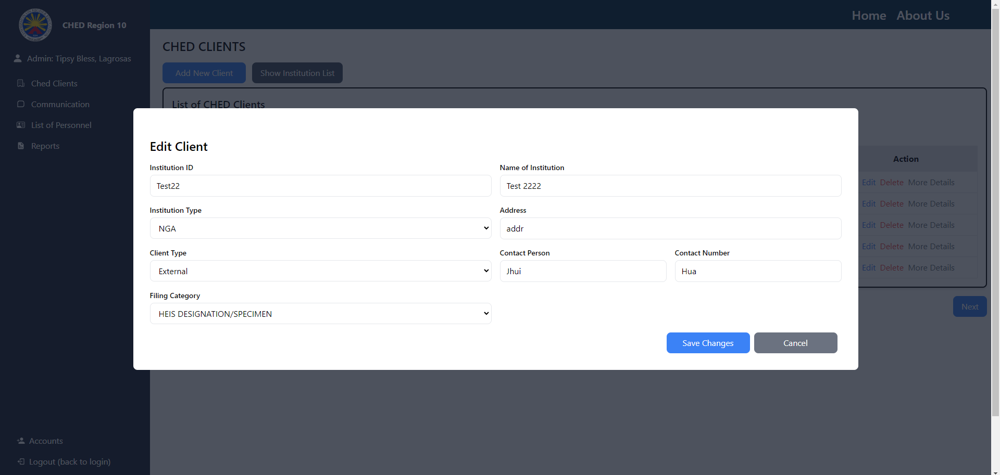 CHED Region 10
Admin: Tipsy Bless, Lagrosas
Ched Clients
Communication
List of Personnel
Reports
Accounts
Logout (back to login)
Home About Us
CHED CLIENTS
Add New Client Show Institution List
List of CHED Clients
Action
Edit Delete More Details
Edit Delete More Details
Edit Delete More Details
Edit Delete More Details
Edit Delete More Details
Next
Edit Client
Institution ID Name of Institution
Test22 Test 2222
Institution Type Address
NGA addr
Client Type Contact Person Contact Number
External Jhui Hua
Filing Category
HEIS DESIGNATION/SPECIMEN
Save Changes Cancel